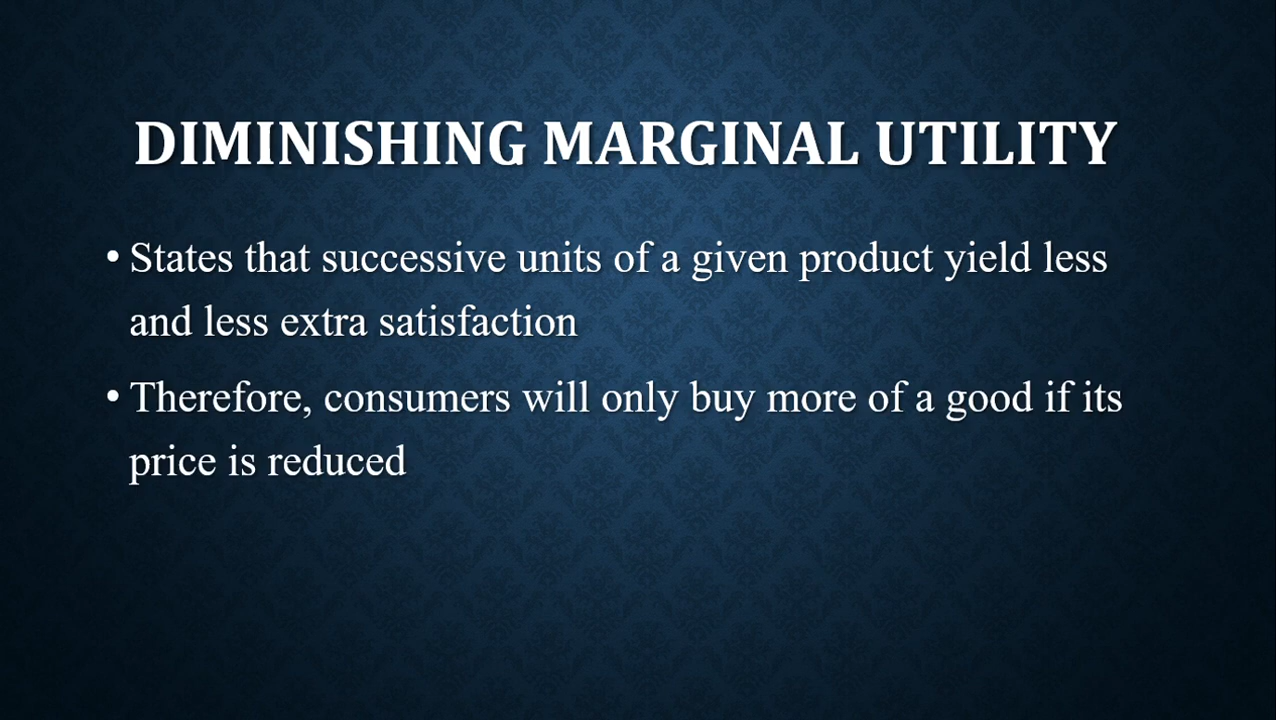 DIMINISHING MARGINAL UTILITY
• States that successive units of a given product yield less
and less extra satisfaction
• Therefore, consumers will only buy more of a good if its
price is reduced